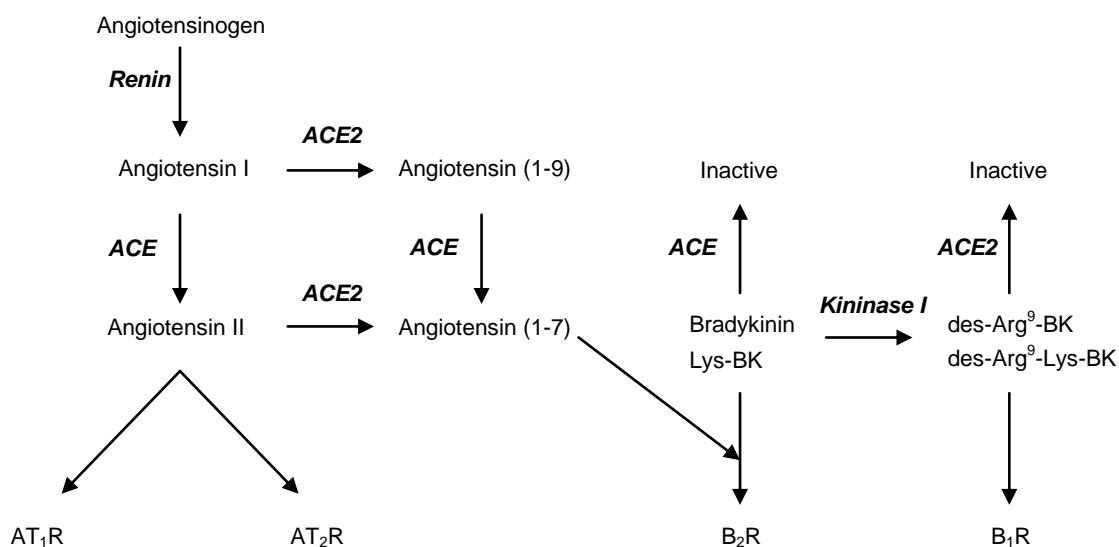 Angiotensinogen
Renin
ACE2
Angiotensin I
Angiotensin (1-9)
Inactive
Inactive
ACE
ACE
ACE
ACE2
ACE2
Kininase I
Angiotensin II
Angiotensin (1-7)
Bradykinin
Lys-BK
des-Arg⁹-BK
des-Arg⁹-Lys-BK
AT₁R
AT₂R
B₂R
B₁R